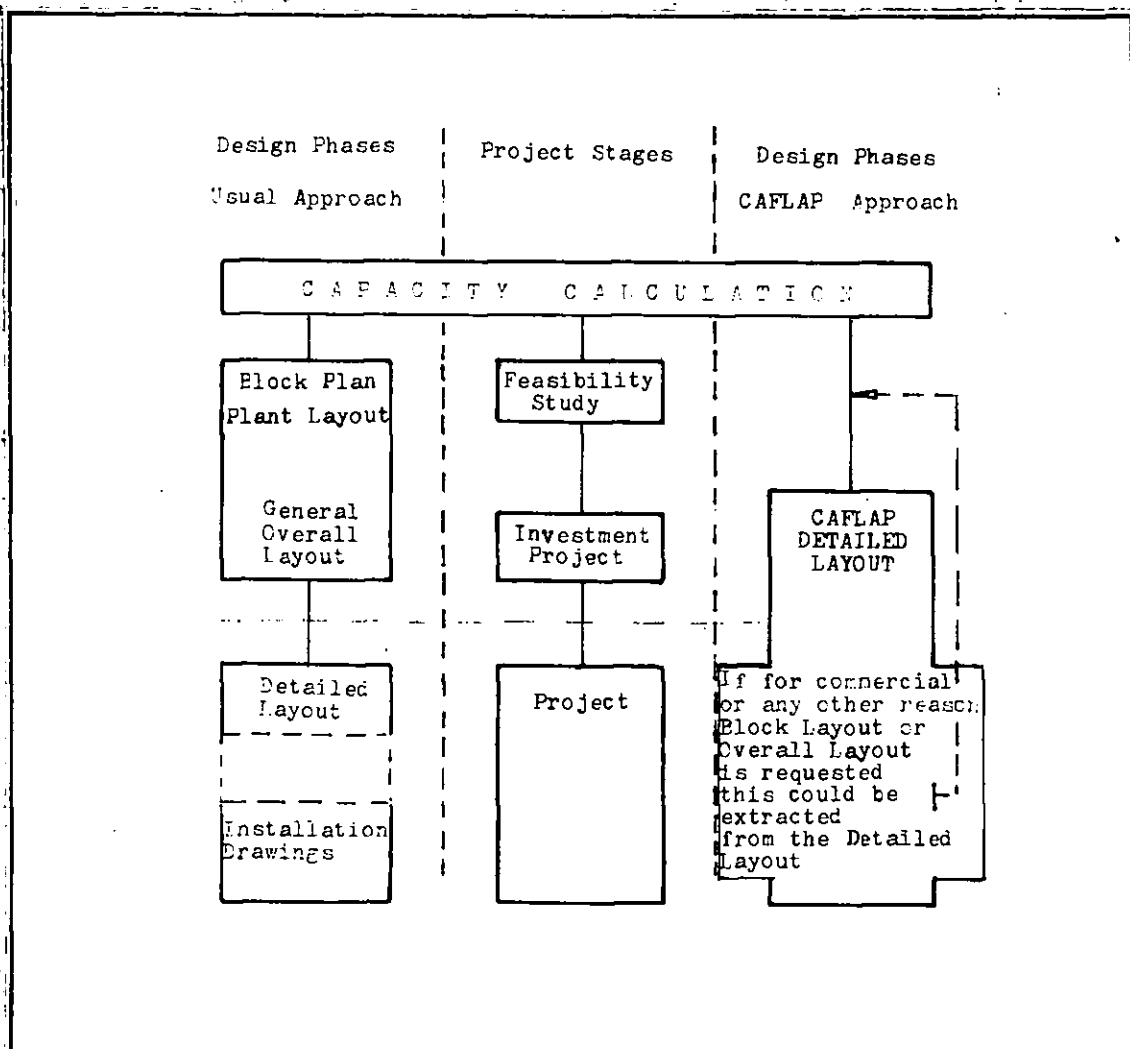 Design Phases
Usual Approach
Project Stages
Design Phases
CAFLAP Approach
CAPACITY CALCULATION
Block Plan
Plant Layout
General
Overall
Layout
Feasibility
Study
Investment
Project
CAFLAP
DETAILED
LAYOUT
Detailed
Layout
Installation
Drawings
Project
If for commercial
or any other reason
Block Layout or
Overall Layout
is requested
this could be
extracted
from the Detailed
Layout